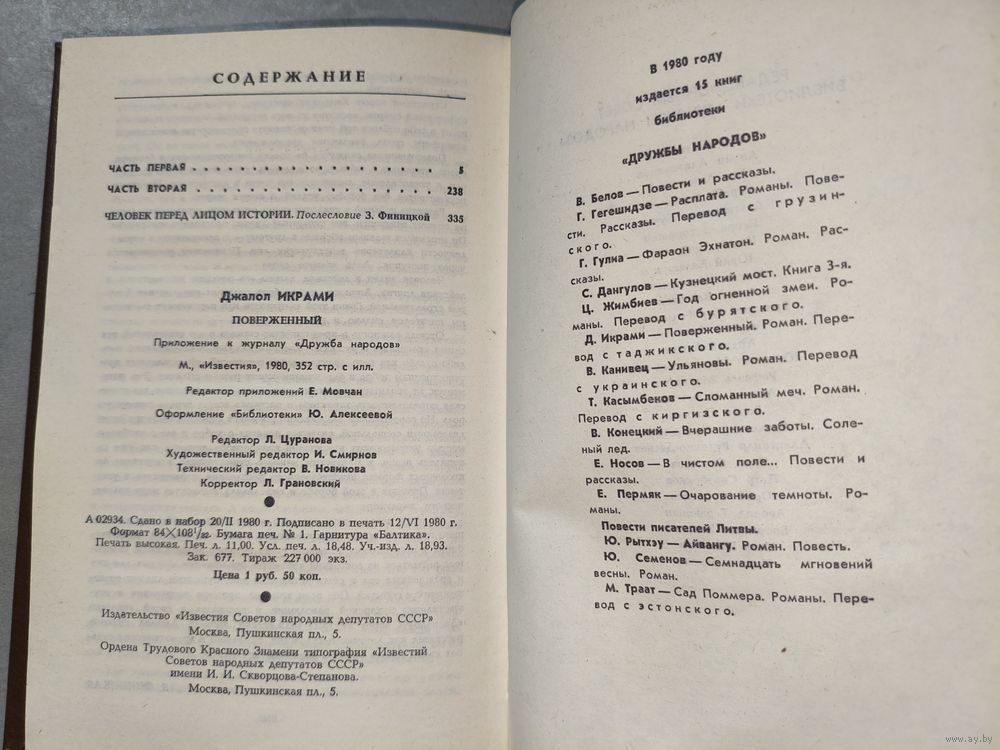 СОДЕРЖАНИЕ
ЧАСТЬ ПЕРВАЯ . . . . . . . . . . . . . . . . . . 5
ЧАСТЬ ВТОРАЯ . . . . . . . . . . . . . . . . . . 238
ЧЕЛОВЕК ПЕРЕД ЛИЦОМ ИСТОРИИ. Послесловие З. Финицкой 335
Джалол ИКРАМИ
ПОВЕРЖЕННЫЙ
Приложение к журналу «Дружба народов»
М., «Известия», 1980, 352 стр. с илл.
Редактор приложений Е. Мовчан
Оформление «Библиотеки» Ю. Алексеевой
Редактор Л. Цуранова
Художественный редактор И. Смирнов
Технический редактор В. Новикова
Корректор Л. Грановский
А 02934. Сдано в набор 20/II 1980 г. Подписано в печать 12/VI 1980 г.
Формат 84×108¹/₃₂. Бумага печ. № 1. Гарнитура «Балтика».
Печать высокая. Печ. л. 11,00. Усл. печ. л. 18,48. Уч.-изд. л. 18,93.
Зак. 677. Тираж 227 000 экз.
Цена 1 руб. 50 коп.
Издательство «Известия Советов народных депутатов СССР»
Москва, Пушкинская пл., 5.
Ордена Трудового Красного Знамени типография «Известий
Советов народных депутатов СССР»
имени И. И. Скворцова-Степанова.
Москва, Пушкинская пл., 5.
В 1980 году
издается 15 книг
библиотеки
«ДРУЖБЫ НАРОДОВ»
В. Белов — Повести и рассказы.
Г. Гегешидзе — Расплата. Романы. Пове-
сти. Рассказы. Перевод с грузин-
ского.
Г. Гулиа — Фараон Эхнатон. Роман. Рас-
сказы.
С. Дангулов — Кузнецкий мост. Книга 3-я.
Ц. Жимбиев — Год огненной змеи. Ро-
маны. Перевод с бурятского.
Д. Икрами — Поверженный. Роман. Пере-
вод с таджикского.
В. Канивец — Ульяновы. Роман. Перевод
с украинского.
Т. Касымбеков — Сломанный меч. Роман.
Перевод с киргизского.
В. Конецкий — Вчерашние заботы. Соле-
ный лед.
Е. Носов — В чистом поле... Повести и
рассказы.
Е. Пермяк — Очарование темноты. Ро-
маны.
Повести писателей Литвы.
Ю. Рытхэу — Айвангу. Роман. Повесть.
Ю. Семенов — Семнадцать мгновений
весны. Роман.
М. Траат — Сад Поммера. Романы. Пере-
вод с эстонского.
www.ay.by